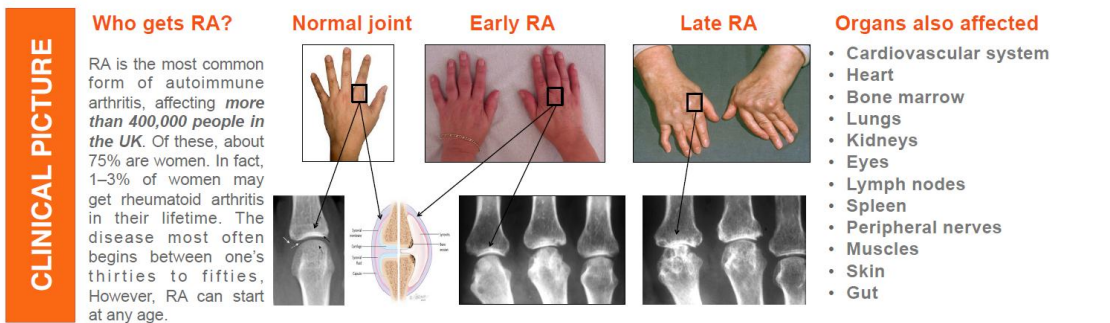 CLINICAL PICTURE
Who gets RA?
RA is the most common
form of autoimmune
arthritis, affecting more
than 400,000 people in
the UK. Of these, about
75% are women. In fact,
1–3% of women may
get rheumatoid arthritis
in their lifetime. The
disease most often
begins between one's
thirties to fifties,
However, RA can start
at any age.
Normal joint
Early RA
Late RA
Cartilage
Capsule
Organs also affected
• Cardiovascular system
• Heart
• Bone marrow
• Lungs
• Kidneys
• Eyes
• Lymph nodes
• Spleen
• Peripheral nerves
• Muscles
• Skin
• Gut